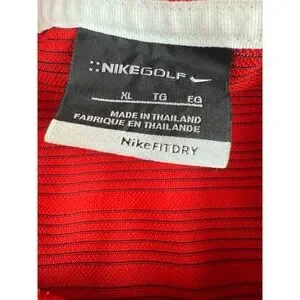 NIKEGOLF
XL TG EG
MADE IN THAILAND
FABRIQUE EN THAILANDE
NikeFITDRY